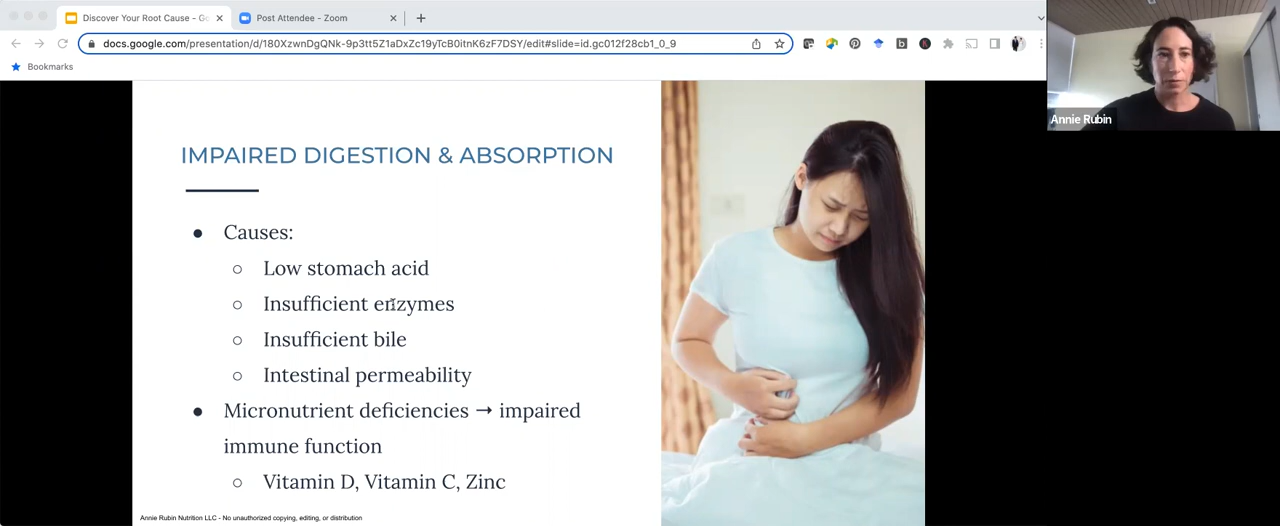 Discover Your Root Cause - Go
Post Attendee - Zoom
docs.google.com/presentation/d/180XzwnDgQNk-9p3tt5Z1aDxZc19yTcB0itnK6zF7DSY/edit#slide=id.gc012f28cb1_0_9
Bookmarks
Annie Rubin
IMPAIRED DIGESTION & ABSORPTION
● Causes:
○ Low stomach acid
○ Insufficient enzymes
○ Insufficient bile
○ Intestinal permeability
● Micronutrient deficiencies → impaired
immune function
○ Vitamin D, Vitamin C, Zinc
Annie Rubin Nutrition LLC - No unauthorized copying, editing, or distribution